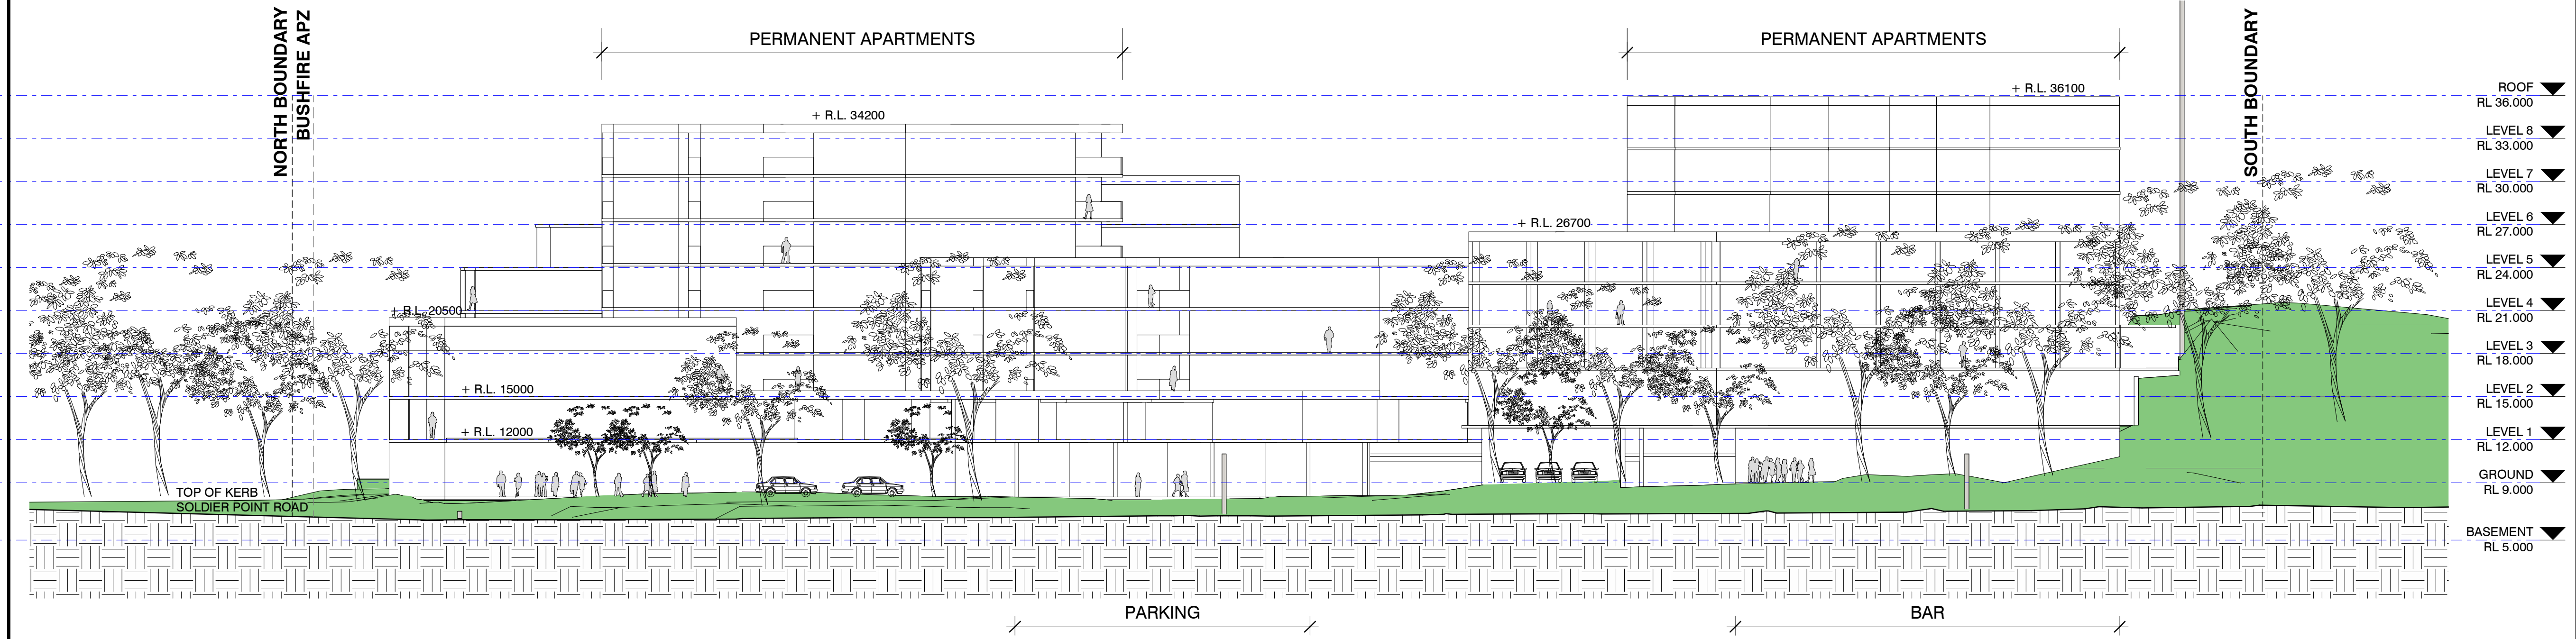 NORTH BOUNDARY
BUSHFIRE APZ
PERMANENT APARTMENTS
PERMANENT APARTMENTS
SOUTH BOUNDARY
+ R.L. 36100
+ R.L. 34200
+ R.L. 26700
+ R.L. 20500
+ R.L. 15000
+ R.L. 12000
TOP OF KERB
SOLDIER POINT ROAD
ROOF
RL 36.000
LEVEL 8
RL 33.000
LEVEL 7
RL 30.000
LEVEL 6
RL 27.000
LEVEL 5
RL 24.000
LEVEL 4
RL 21.000
LEVEL 3
RL 18.000
LEVEL 2
RL 15.000
LEVEL 1
RL 12.000
GROUND
RL 9.000
BASEMENT
RL 5.000
PARKING
BAR